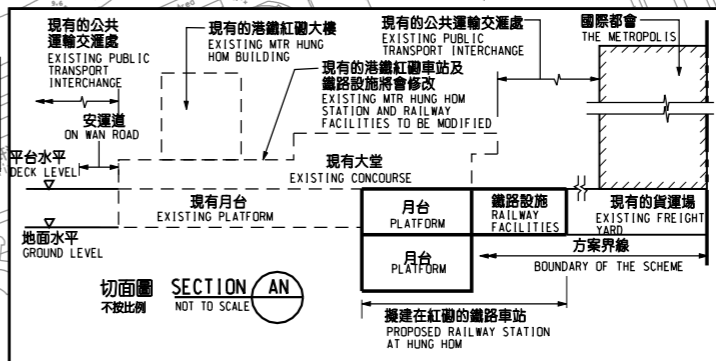 現有的公共
運輸交滙處
EXISTING PUBLIC
TRANSPORT
INTERCHANGE
現有的港鐵紅磡大樓
EXISTING MTR HUNG
HOM BUILDING
現有的公共運輸交滙處
EXISTING PUBLIC
TRANSPORT INTERCHANGE
國際都會
THE METROPOLIS
現有的港鐵紅磡車站及
鐵路設施將會修改
EXISTING MTR HUNG HOM
STATION AND RAILWAY
FACILITIES TO BE MODIFIED
安運道
ON WAN ROAD
平台水平
DECK LEVEL
現有大堂
EXISTING CONCOURSE
現有月台
EXISTING PLATFORM
月台
PLATFORM
鐵路設施
RAILWAY
FACILITIES
現有的貨運場
EXISTING FREIGHT
YARD
地面水平
GROUND LEVEL
月台
PLATFORM
方案界線
BOUNDARY OF THE SCHEME
切面圖 SECTION AN
不按比例 NOT TO SCALE
擬建在紅磡的鐵路車站
PROPOSED RAILWAY STATION
AT HUNG HOM